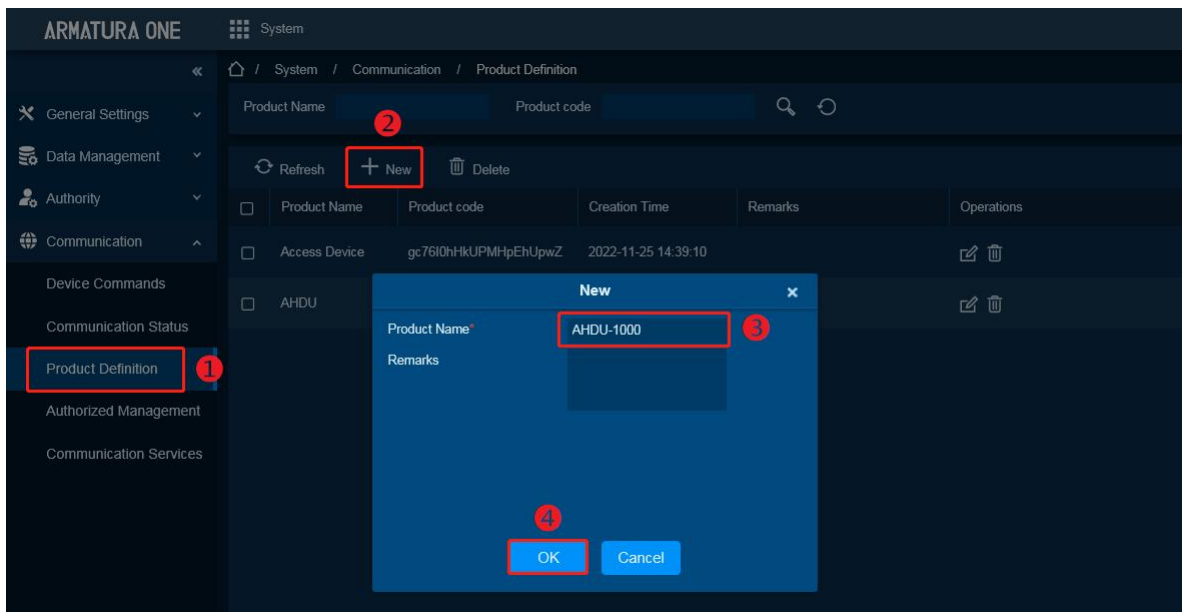 ARMATURA ONE
System
«
/ System / Communication / Product Definition
General Settings
Product Name
Product code
2
Data Management
Refresh
New
Delete
Authority
Product Name
Product code
Creation Time
Remarks
Operations
Communication
Access Device
gc76I0hHkUPMHpEhUpwZ
2022-11-25 14:39:10
Device Commands
New
×
AHDU
Product Name*
AHDU-1000
3
Communication Status
Remarks
Product Definition
1
Authorized Management
Communication Services
4
OK
Cancel